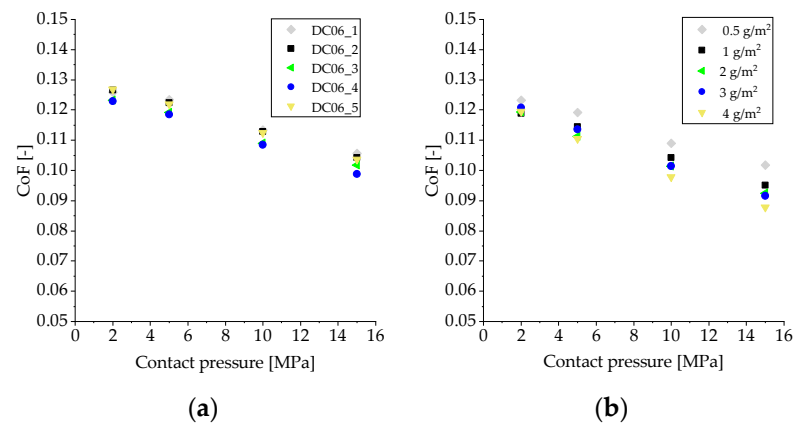 0.15
0.14
0.13
0.12
0.11
0.10
0.09
0.08
0.07
0.06
0.05
CoF [-]
DC06_1
DC06_2
DC06_3
DC06_4
DC06_5
0 2 4 6 8 10 12 14 16
Contact pressure [MPa]
(a)
0.15
0.14
0.13
0.12
0.11
0.10
0.09
0.08
0.07
0.06
0.05
CoF [-]
0.5 g/m²
1 g/m²
2 g/m²
3 g/m²
4 g/m²
0 2 4 6 8 10 12 14 16
Contact pressure [MPa]
(b)